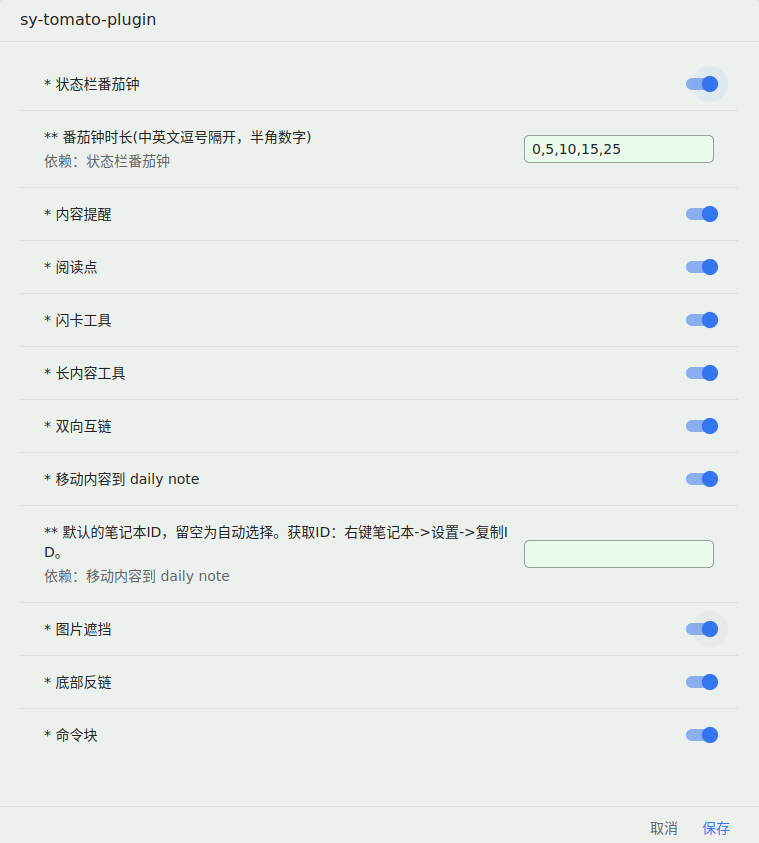 sy-tomato-plugin
* 状态栏番茄钟
** 番茄钟时长(中英文逗号隔开，半角数字)
依赖：状态栏番茄钟
0,5,10,15,25
* 内容提醒
* 阅读点
* 闪卡工具
* 长内容工具
* 双向互链
* 移动内容到 daily note
** 默认的笔记本ID，留空为自动选择。获取ID：右键笔记本->设置->复制I
D。
依赖：移动内容到 daily note
* 图片遮挡
* 底部反链
* 命令块
取消 保存